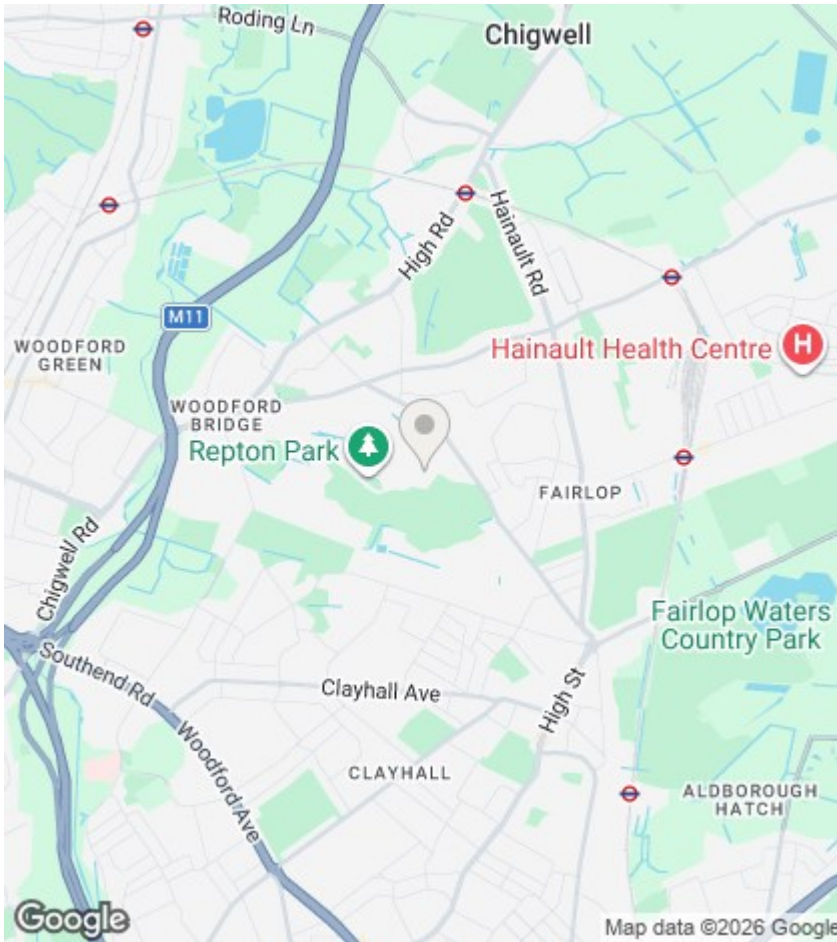 Roding Ln
Chigwell
High Rd
Hainault Rd
M11
WOODFORD
GREEN
Hainault Health Centre
H
WOODFORD
BRIDGE
Repton Park
FAIRLOP
Chigwell Rd
Fairlop Waters
Country Park
Southend Rd
Clayhall Ave
High St
Woodford Ave
CLAYHALL
ALDBOROUGH
HATCH
Google
Map data ©2026 Google